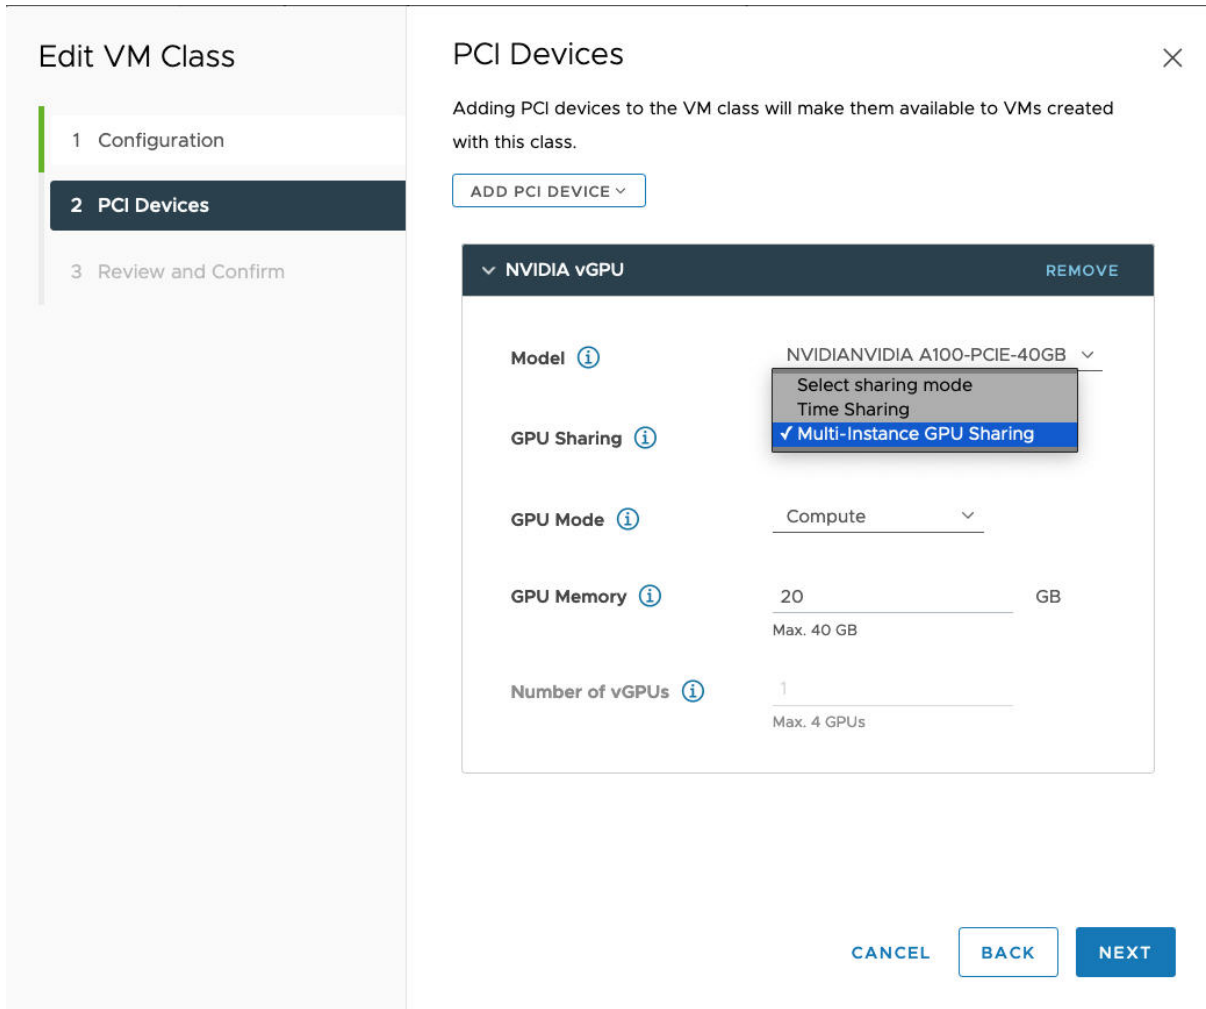 Edit VM Class
1 Configuration
2 PCI Devices
3 Review and Confirm
PCI Devices
Adding PCI devices to the VM class will make them available to VMs created
with this class.
ADD PCI DEVICE
NVIDIA vGPU
REMOVE
Model
NVIDIANVIDIA A100-PCIE-40GB
Select sharing mode
Time Sharing
GPU Sharing
✓ Multi-Instance GPU Sharing
GPU Mode
Compute
GPU Memory
20
GB
Max. 40 GB
Number of vGPUs
1
Max. 4 GPUs
CANCEL
BACK
NEXT